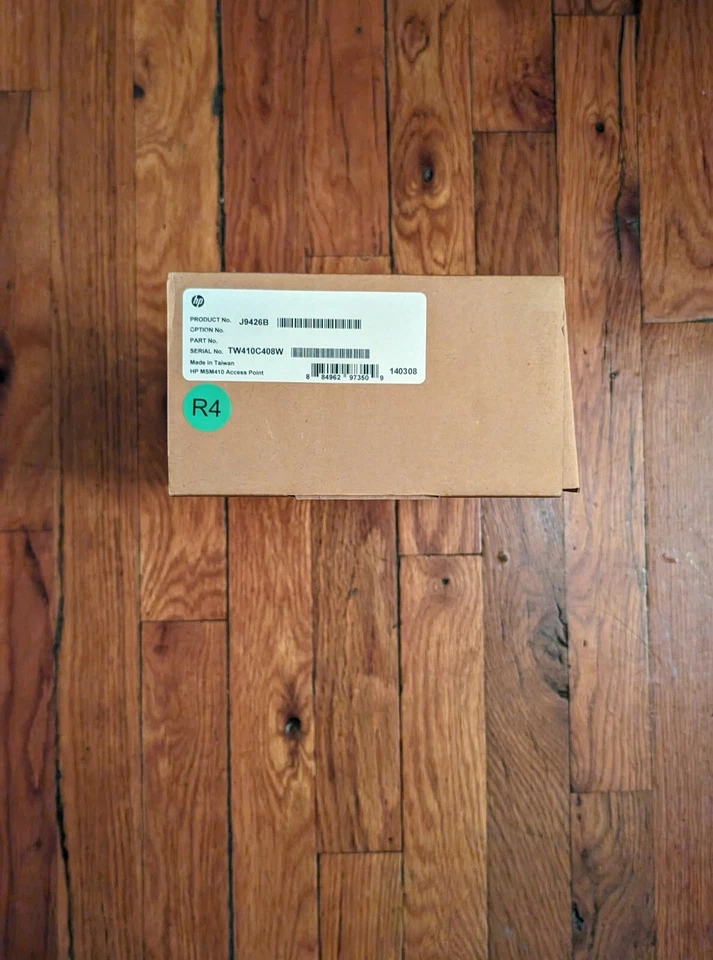 hp
PRODUCT No. J9426B
OPTION No.
PART No.
SERIAL No. TW410C408W
Made in Taiwan
HP MSM410 Access Point
8 84962 97350 9 140308
R4